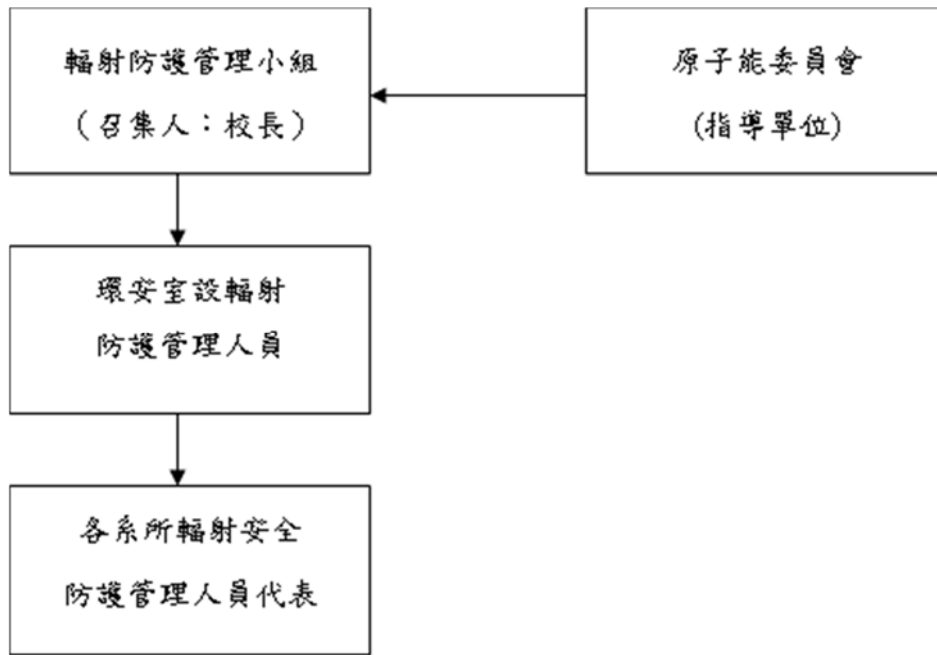 輻射防護管理小組
（召集人：校長）
原子能委員會
(指導單位)
環安室設輻射
防護管理人員
各系所輻射安全
防護管理人員代表